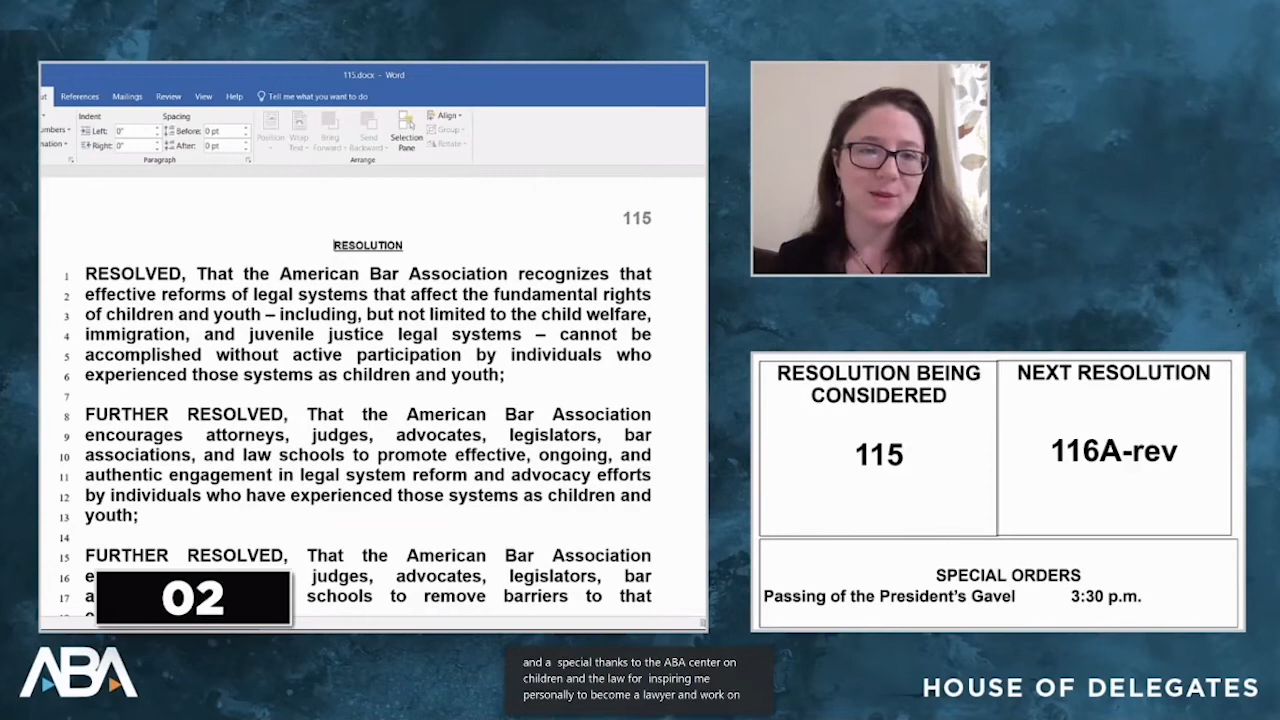 115.docx - Word
ut References Mailings Review View Help Tell me what you want to do
Indent Spacing
Left: 0" Before: 0 pt
Right: 0" After: 0 pt
umbers
nation
Position Wrap Text Bring Forward Send Backward Selection Pane
Align
Group
Rotate
Paragraph Arrange
115
RESOLUTION
1 RESOLVED, That the American Bar Association recognizes that
2 effective reforms of legal systems that affect the fundamental rights
3 of children and youth – including, but not limited to the child welfare,
4 immigration, and juvenile justice legal systems – cannot be
5 accomplished without active participation by individuals who
6 experienced those systems as children and youth;
7
8 FURTHER RESOLVED, That the American Bar Association
9 encourages attorneys, judges, advocates, legislators, bar
10 associations, and law schools to promote effective, ongoing, and
11 authentic engagement in legal system reform and advocacy efforts
12 by individuals who have experienced those systems as children and
13 youth;
14
15 FURTHER RESOLVED, That the American Bar Association
16 e judges, advocates, legislators, bar
17 a schools to remove barriers to that
02
RESOLUTION BEING
CONSIDERED
115
NEXT RESOLUTION
116A-rev
SPECIAL ORDERS
Passing of the President's Gavel 3:30 p.m.
and a special thanks to the ABA center on
children and the law for inspiring me
personally to become a lawyer and work on
ABA
HOUSE OF DELEGATES